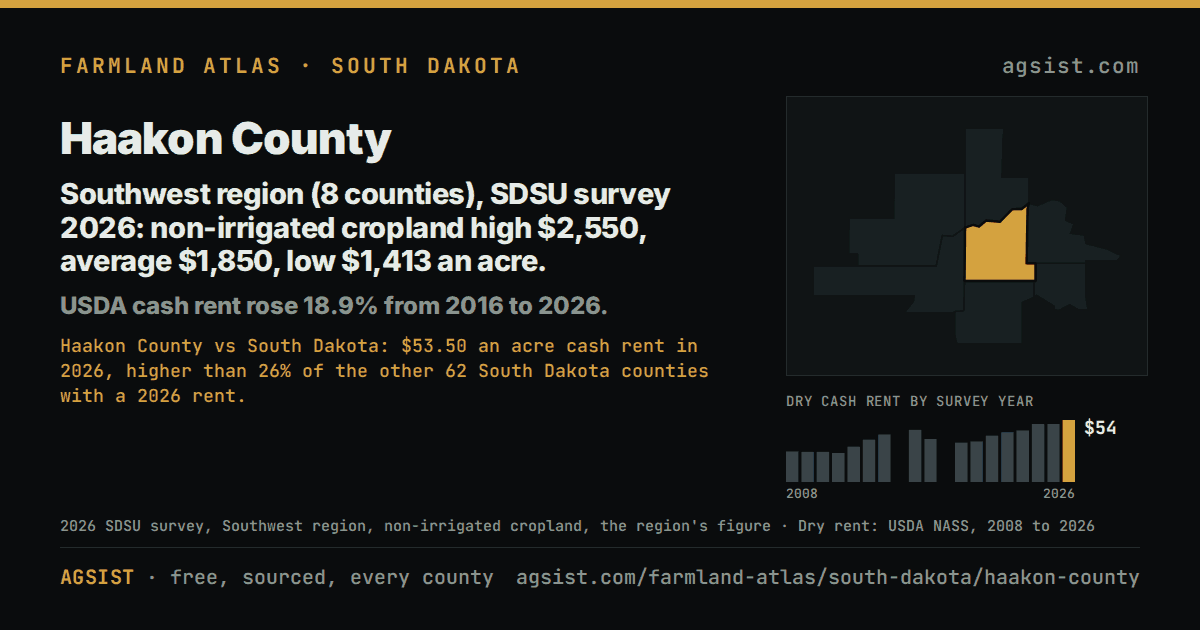 FARMLAND ATLAS · SOUTH DAKOTA
agsist.com
Haakon County
Southwest region (8 counties), SDSU survey
2026: non-irrigated cropland high $2,550,
average $1,850, low $1,413 an acre.
USDA cash rent rose 18.9% from 2016 to 2026.
Haakon County vs South Dakota: $53.50 an acre cash rent in
2026, higher than 26% of the other 62 South Dakota counties
with a 2026 rent.
DRY CASH RENT BY SURVEY YEAR
$54
2008 2026
2026 SDSU survey, Southwest region, non-irrigated cropland, the region's figure · Dry rent: USDA NASS, 2008 to 2026
AGSIST · free, sourced, every county agsist.com/farmland-atlas/south-dakota/haakon-county